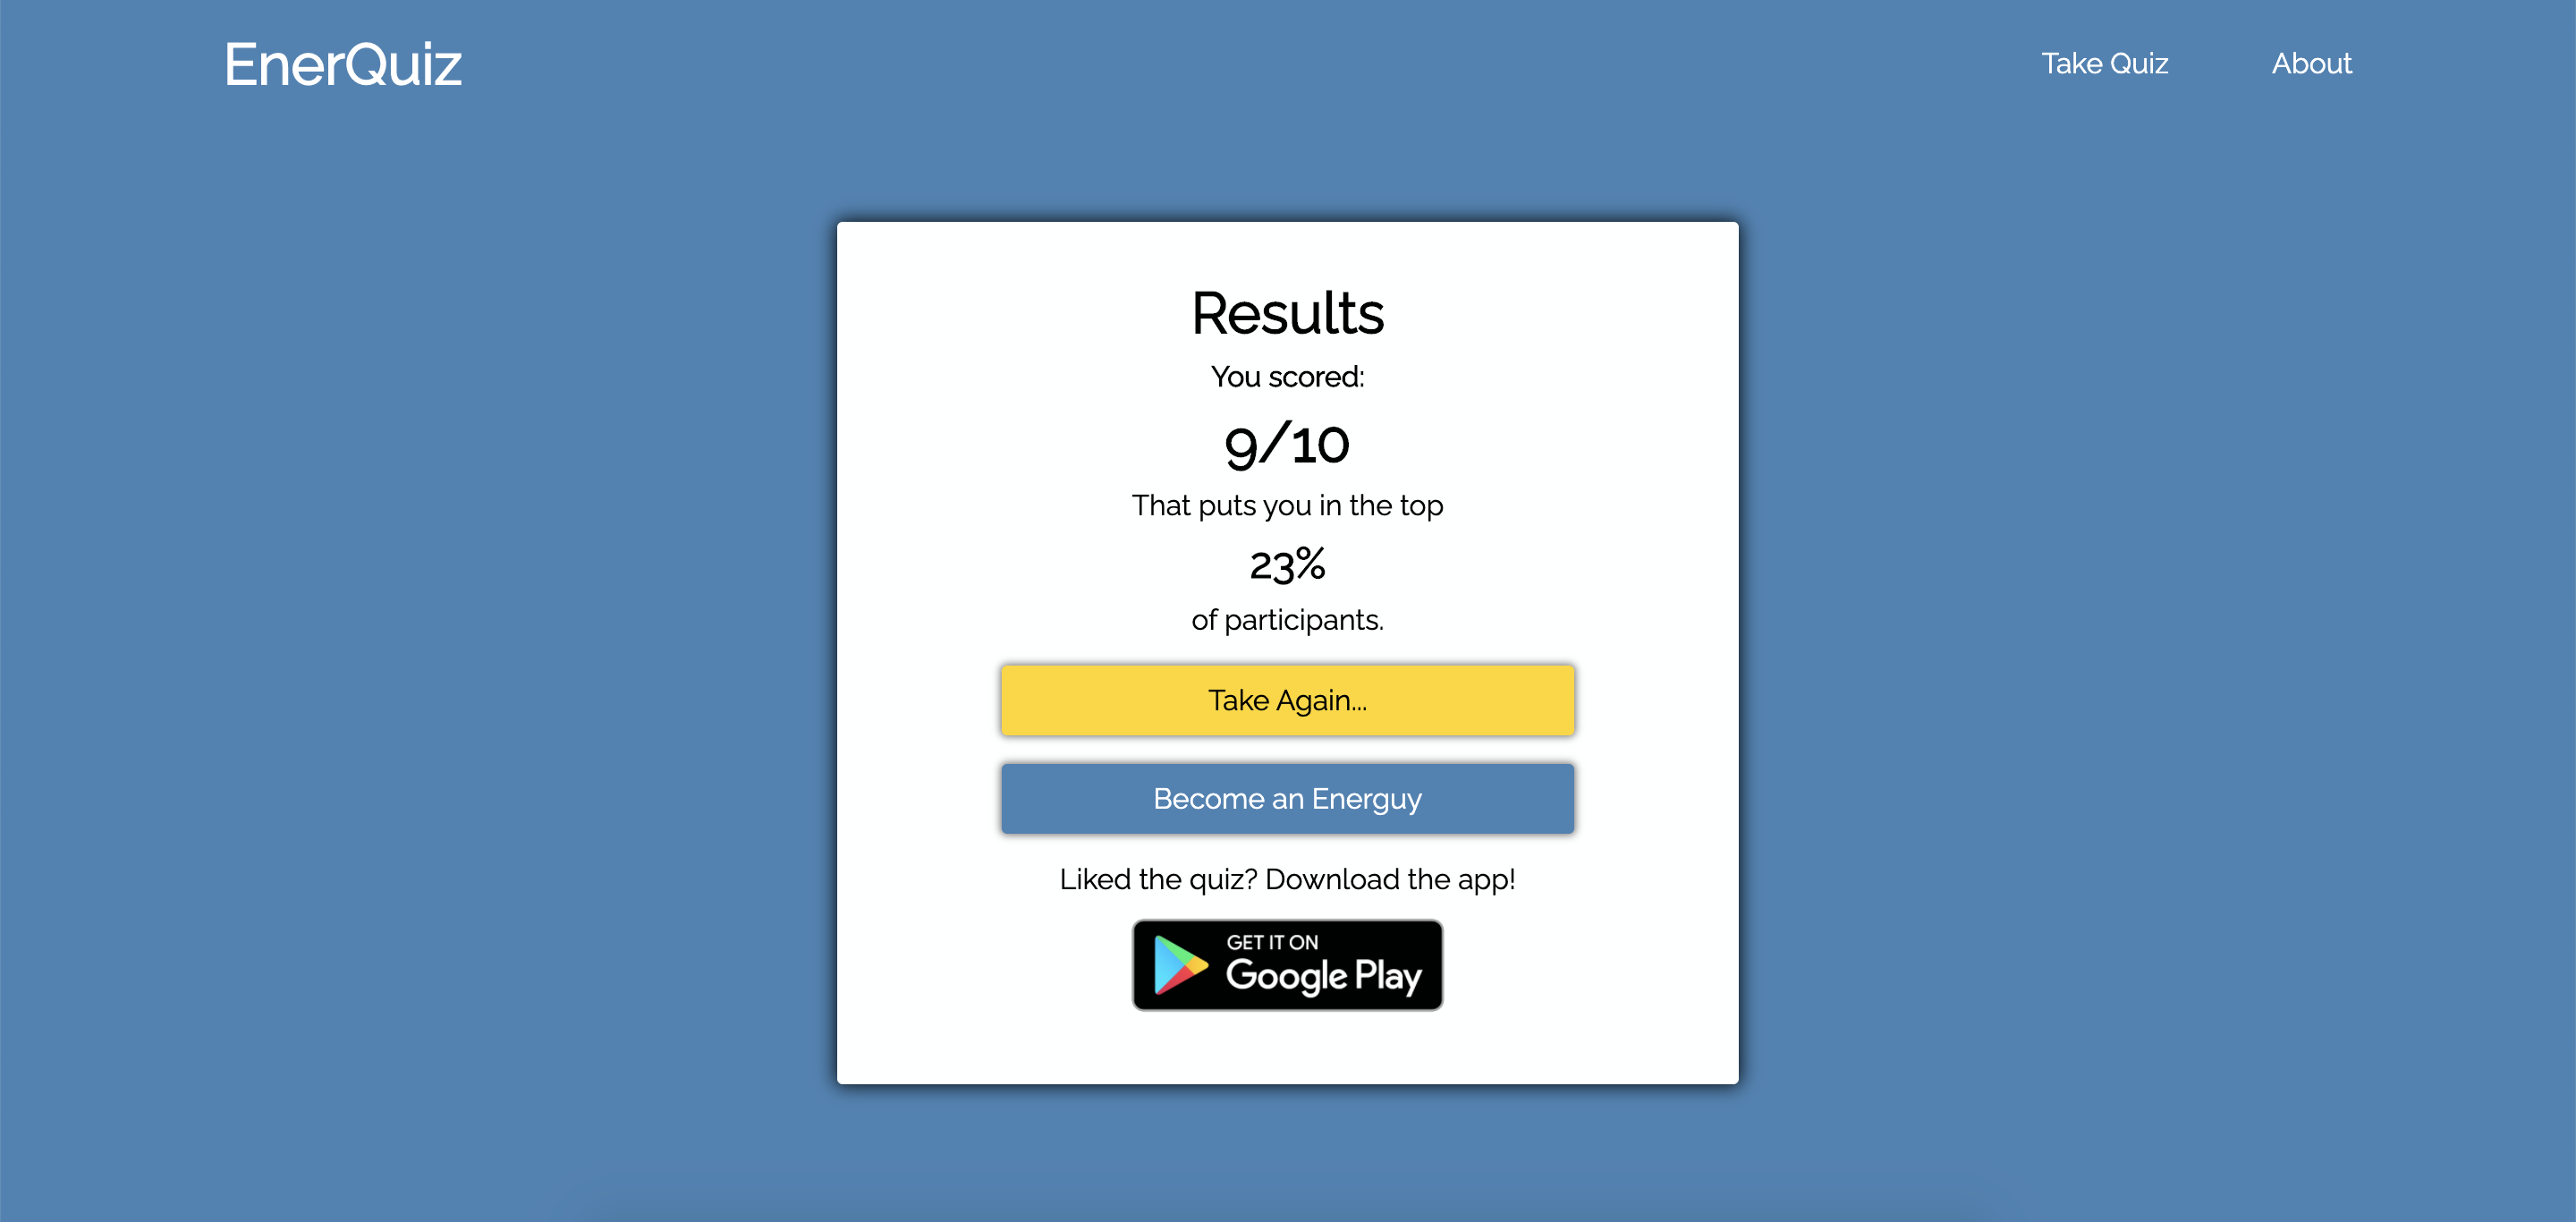 EnerQuiz
Take Quiz
About
Results
You scored:
9/10
That puts you in the top
23%
of participants.
Take Again...
Become an Energuy
Liked the quiz? Download the app!
GET IT ON
Google Play